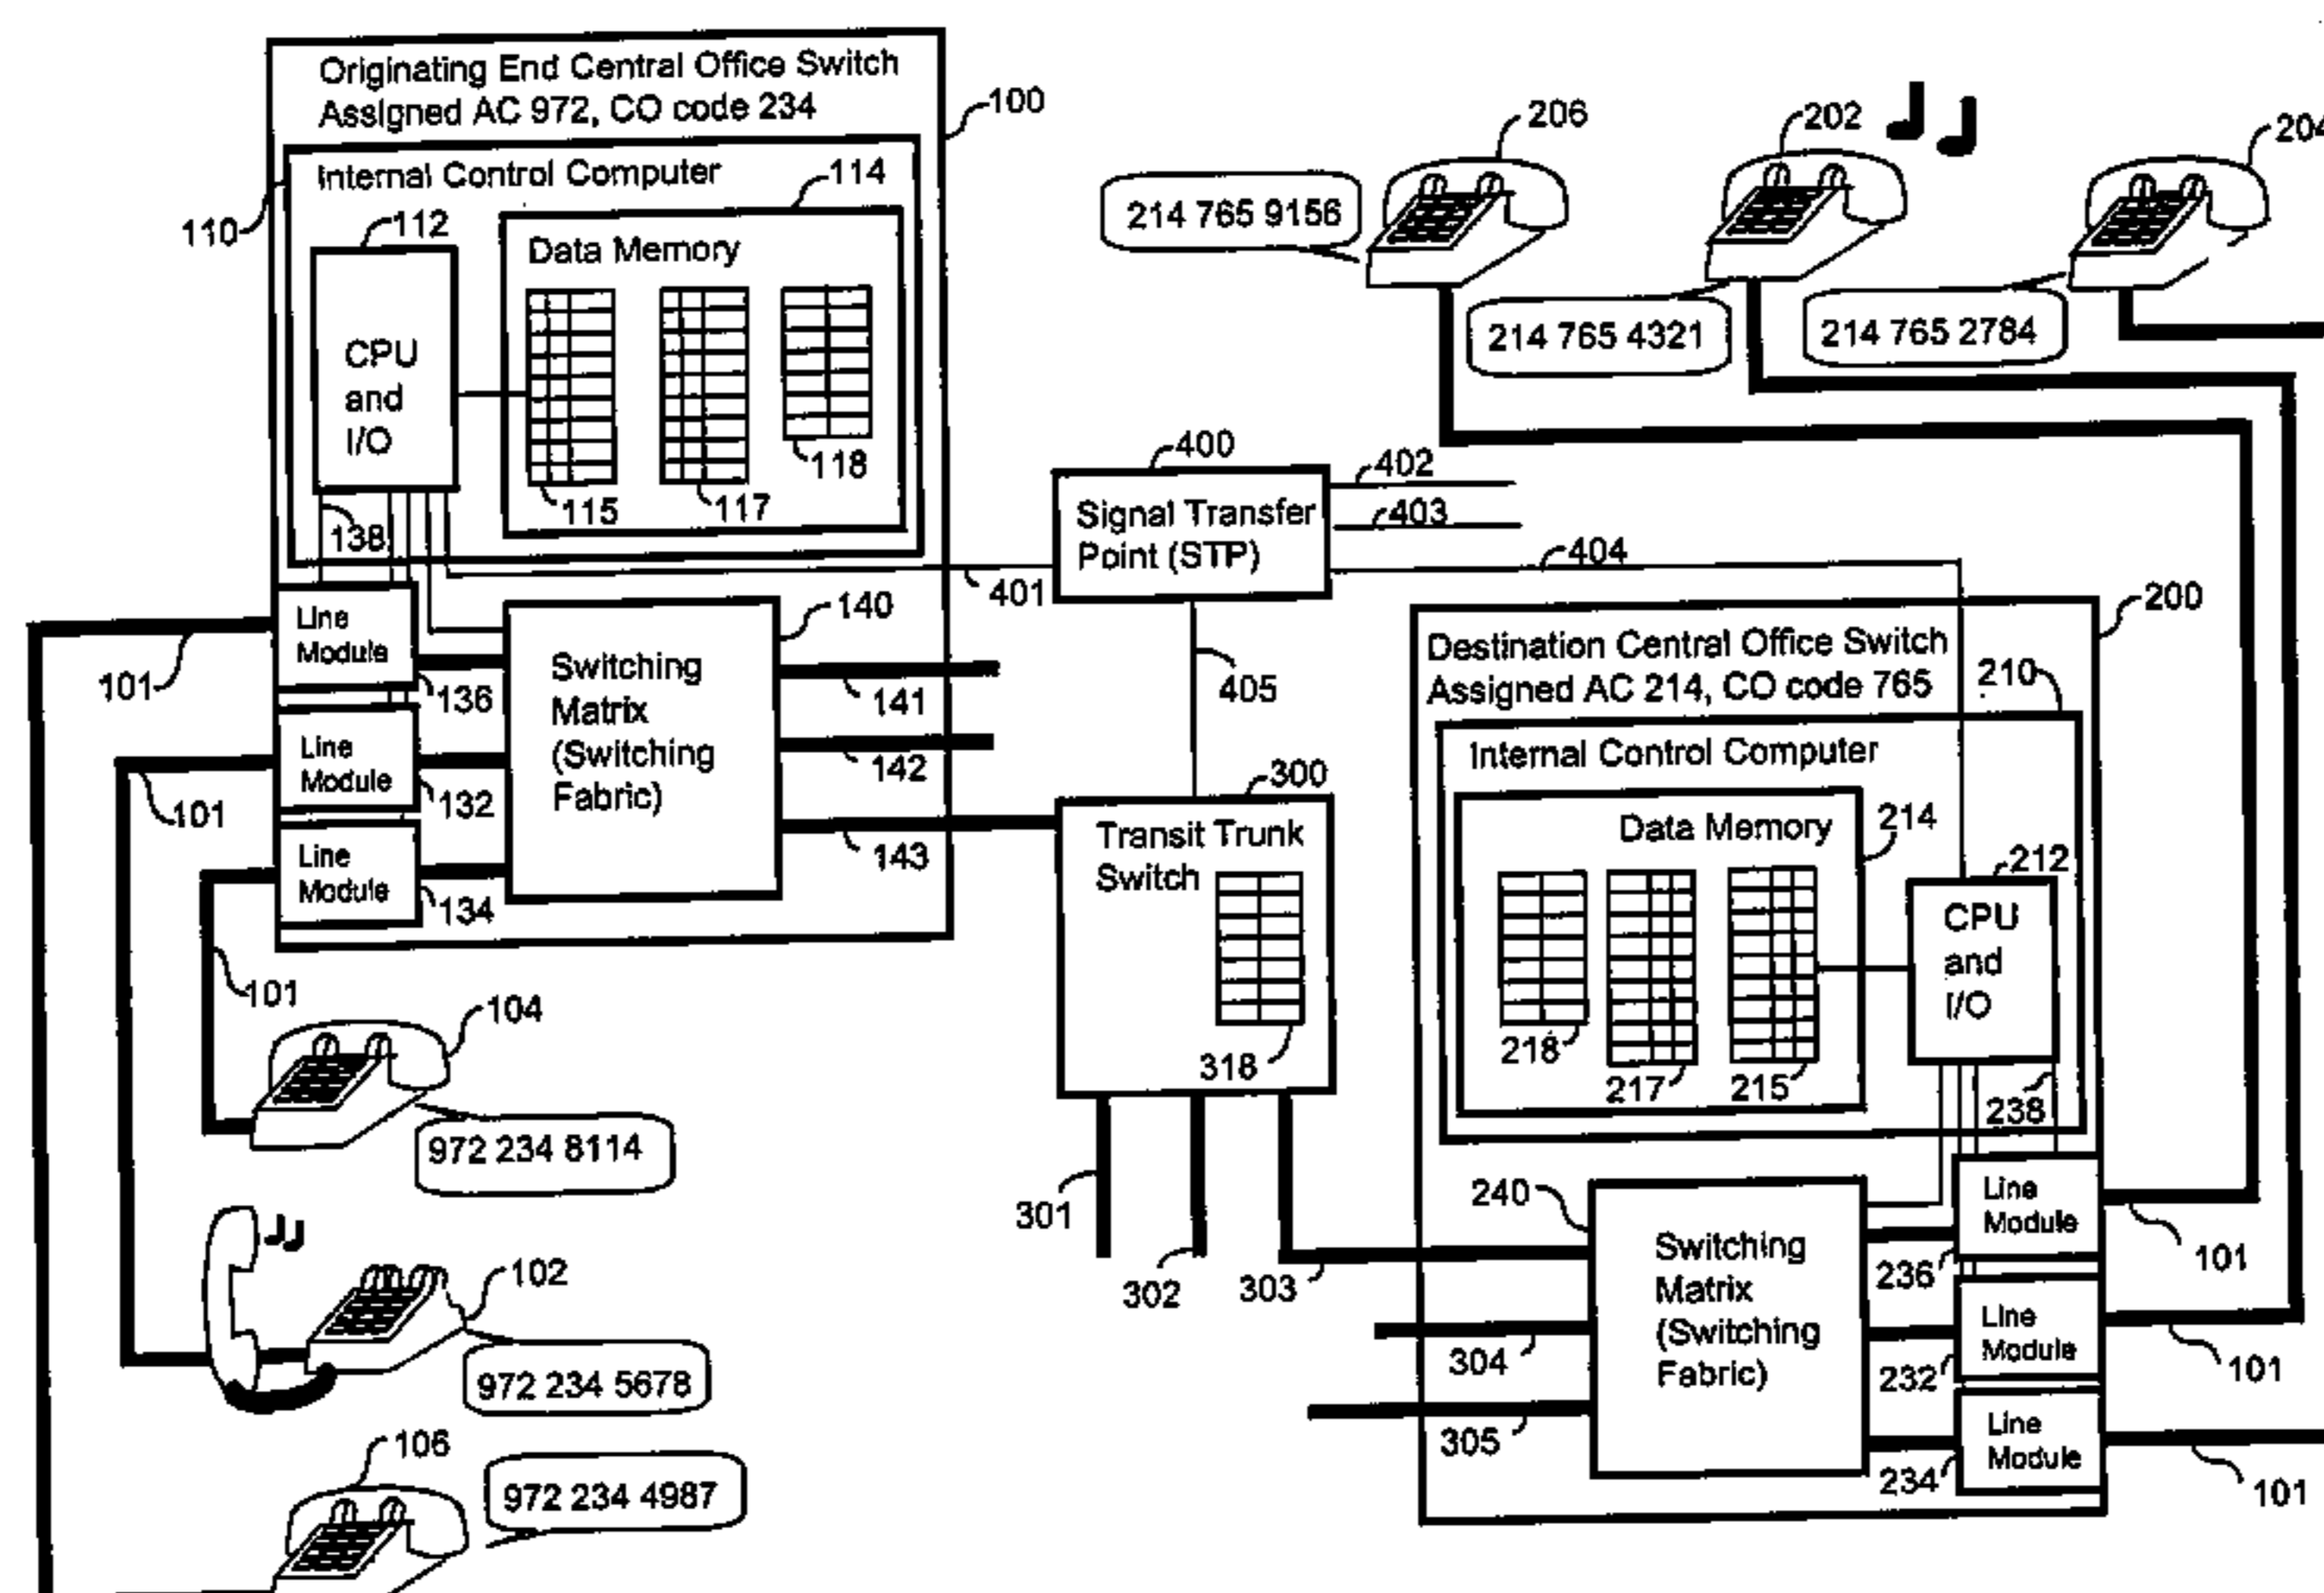 Originating End Central Office Switch
Assigned AC 972, CO code 234
100
Internal Control Computer
110
112
114
Data Memory
CPU
and
I/O
115
117
118
138
Line
Module
136
101
Line
Module
132
101
Line
Module
134
101
Switching
Matrix
(Switching
Fabric)
140
141
142
143
401
400
Signal Transfer
Point (STP)
402
403
404
405
206
202
204
214 765 9156
214 765 4321
214 765 2784
300
Transit Trunk
Switch
318
301
302
303
304
305
200
Destination Central Office Switch
Assigned AC 214, CO code 765
210
Internal Control Computer
Data Memory
214
212
CPU
and
I/O
218
217
215
238
240
Switching
Matrix
(Switching
Fabric)
Line
Module
236
101
Line
Module
232
101
Line
Module
234
101
104
972 234 8114
102
972 234 5678
106
972 234 4987